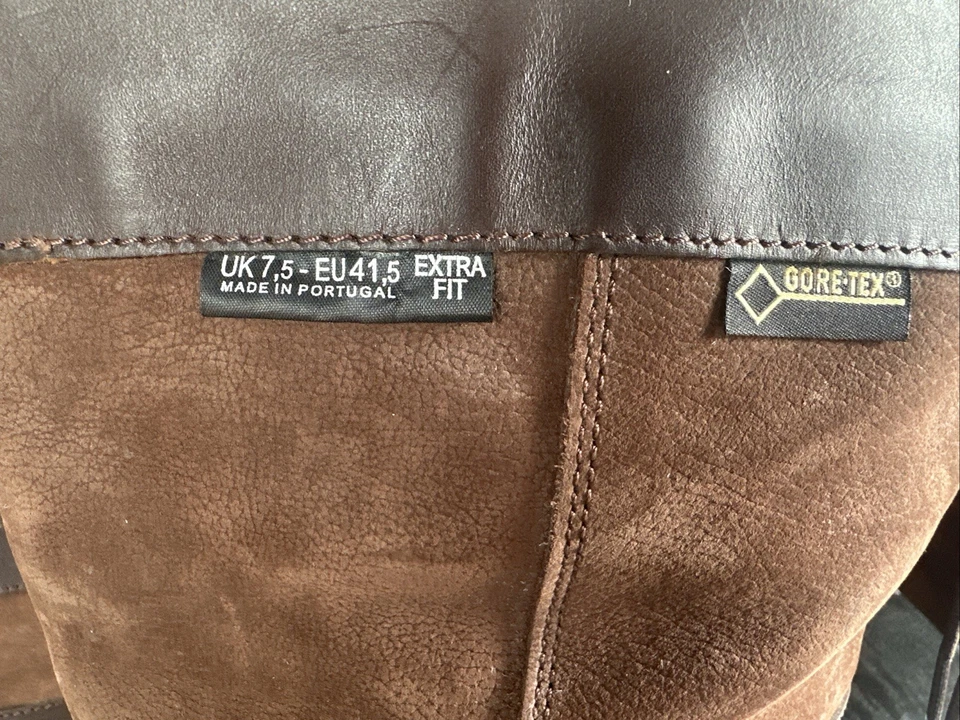 UK 7,5 - EU 41,5 EXTRA
MADE IN PORTUGAL FIT
GORE-TEX®